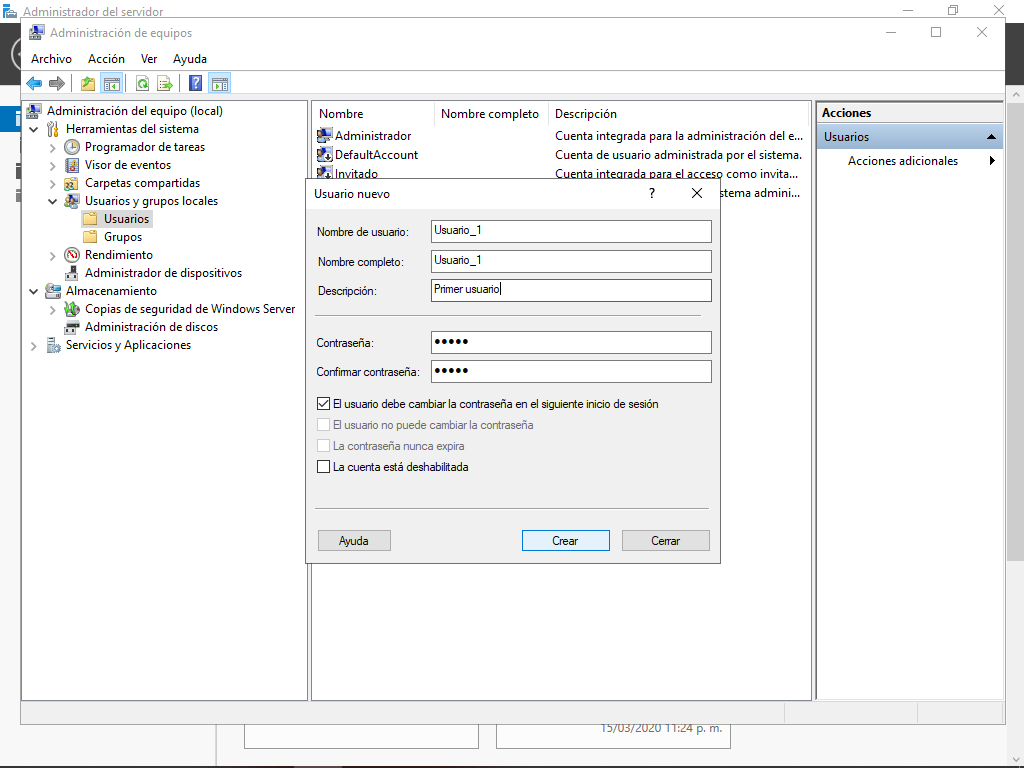 Administrador del servidor
Administración de equipos
Archivo Acción Ver Ayuda
Administración del equipo (local)
Herramientas del sistema
Programador de tareas
Visor de eventos
Carpetas compartidas
Usuarios y grupos locales
Usuarios
Grupos
Rendimiento
Administrador de dispositivos
Almacenamiento
Copias de seguridad de Windows Server
Administración de discos
Servicios y Aplicaciones
Nombre Nombre completo Descripción
Administrador Cuenta integrada para la administración del e...
DefaultAccount Cuenta de usuario administrada por el sistema.
Invitado Cuenta integrada para el acceso como invita...
stema admini...
Usuario nuevo ?
Nombre de usuario: Usuario_1
Nombre completo: Usuario_1
Descripción: Primer usuario
Contraseña: •••••
Confirmar contraseña: •••••
El usuario debe cambiar la contraseña en el siguiente inicio de sesión
El usuario no puede cambiar la contraseña
La contraseña nunca expira
La cuenta está deshabilitada
Ayuda Crear Cerrar
Acciones
Usuarios
Acciones adicionales
15/03/2020 11:24 p. m.